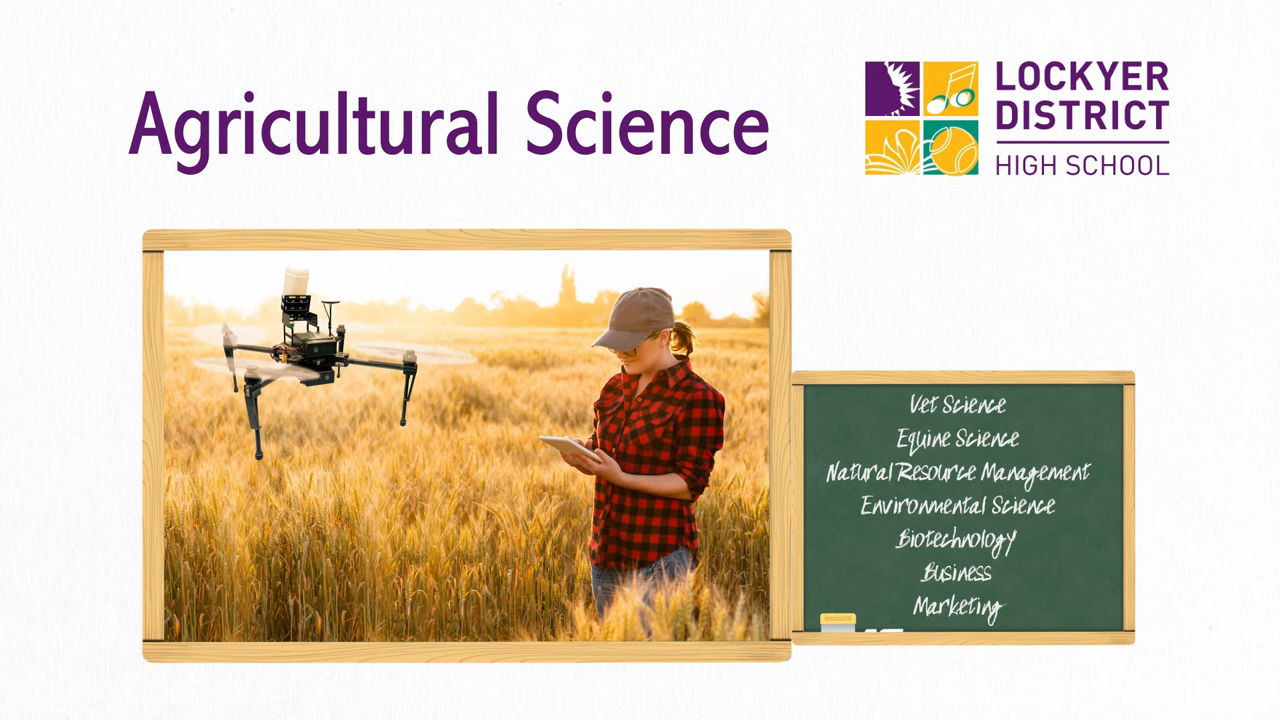 Agricultural Science
LOCKYER
DISTRICT
HIGH SCHOOL
Vet Science
Equine Science
Natural Resource Management
Environmental Science
Biotechnology
Business
Marketing